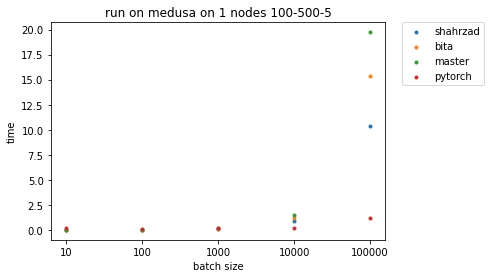 run on medusa on 1 nodes 100-500-5
20.0
17.5
15.0
12.5
10.0
7.5
5.0
2.5
0.0
time
10 100 1000 10000 100000
batch size
shahrzad
bita
master
pytorch